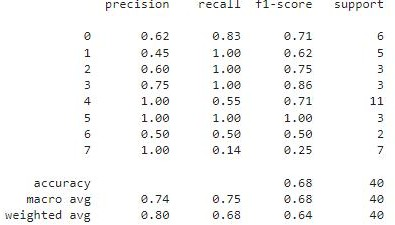 precision recall f1-score support
0 0.62 0.83 0.71 6
1 0.45 1.00 0.62 5
2 0.60 1.00 0.75 3
3 0.75 1.00 0.86 3
4 1.00 0.55 0.71 11
5 1.00 1.00 1.00 3
6 0.50 0.50 0.50 2
7 1.00 0.14 0.25 7
accuracy 0.68 40
macro avg 0.74 0.75 0.68 40
weighted avg 0.80 0.68 0.64 40